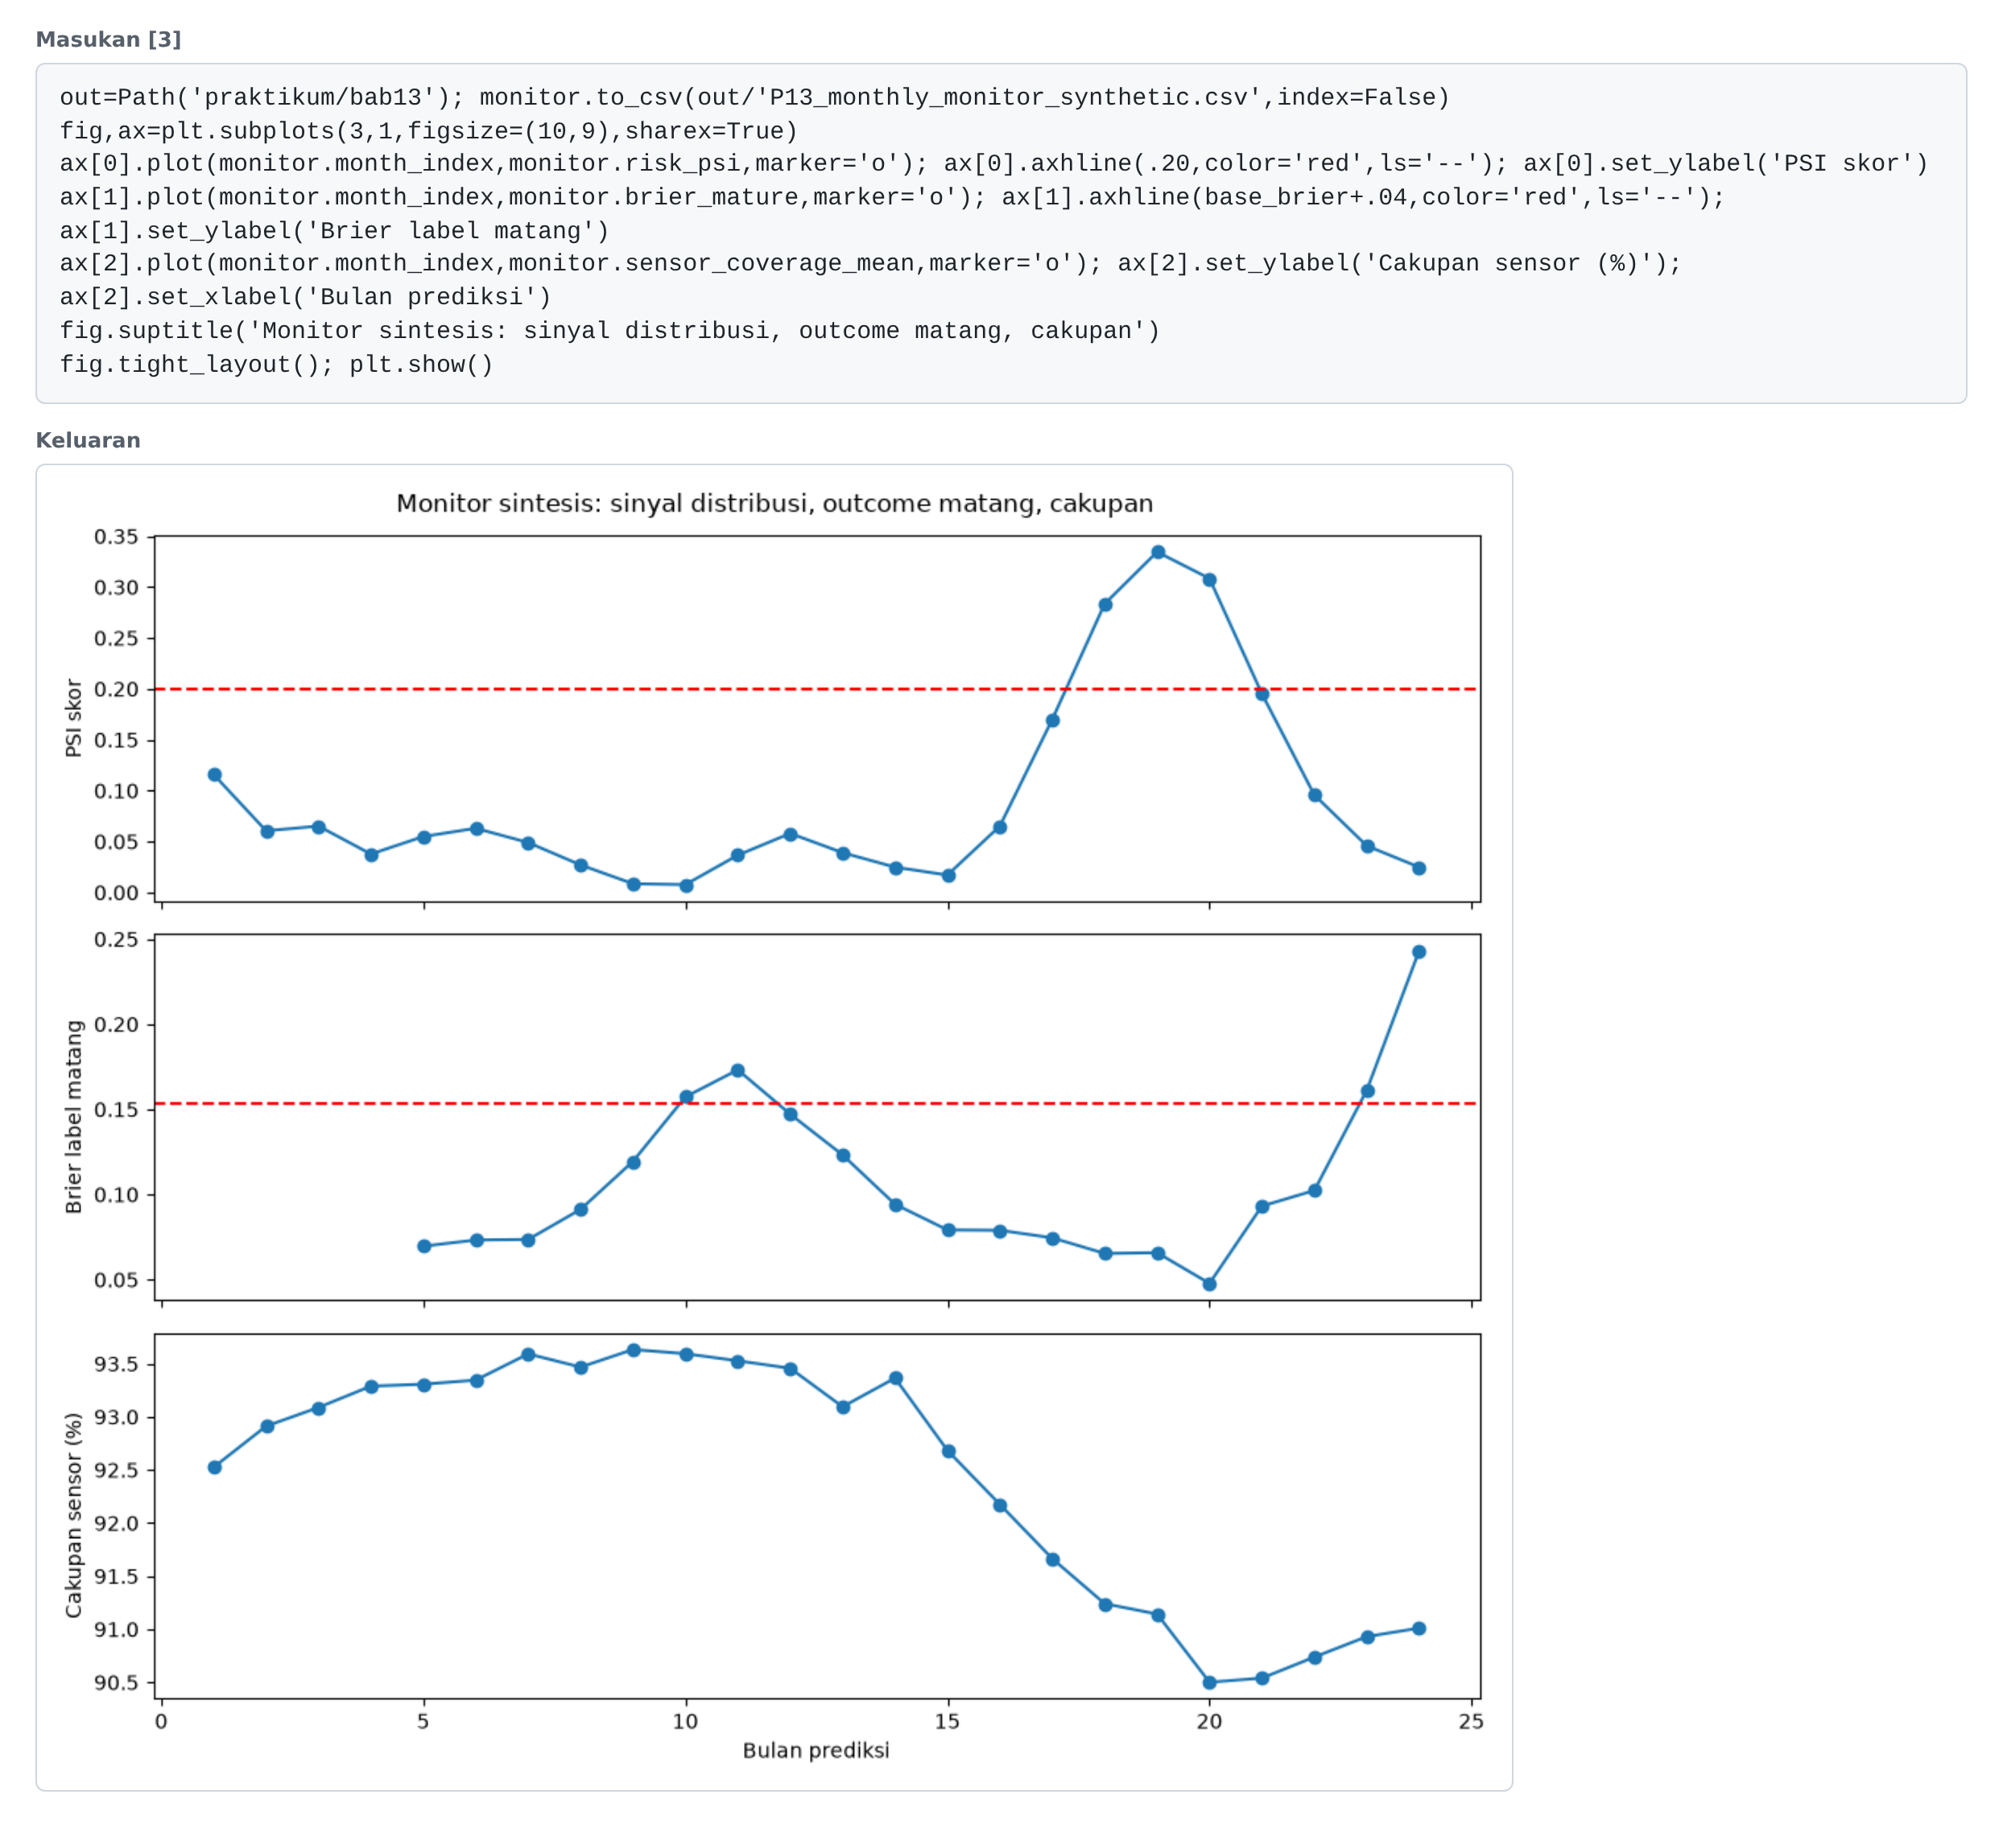 Masukan [3]
out=Path('praktikum/bab13'); monitor.to_csv(out/'P13_monthly_monitor_synthetic.csv',index=False)
fig,ax=plt.subplots(3,1,figsize=(10,9),sharex=True)
ax[0].plot(monitor.month_index,monitor.risk_psi,marker='o'); ax[0].axhline(.20,color='red',ls='--'); ax[0].set_ylabel('PSI skor')
ax[1].plot(monitor.month_index,monitor.brier_mature,marker='o'); ax[1].axhline(base_brier+.04,color='red',ls='--');
ax[1].set_ylabel('Brier label matang')
ax[2].plot(monitor.month_index,monitor.sensor_coverage_mean,marker='o'); ax[2].set_ylabel('Cakupan sensor (%)');
ax[2].set_xlabel('Bulan prediksi')
fig.suptitle('Monitor sintesis: sinyal distribusi, outcome matang, cakupan')
fig.tight_layout(); plt.show()
Keluaran
Monitor sintesis: sinyal distribusi, outcome matang, cakupan
0.35
0.30
0.25
0.20
0.15
0.10
0.05
0.00
PSI skor
0.25
0.20
0.15
0.10
0.05
Brier label matang
93.5
93.0
92.5
92.0
91.5
91.0
90.5
Cakupan sensor (%)
0 5 10 15 20 25
Bulan prediksi